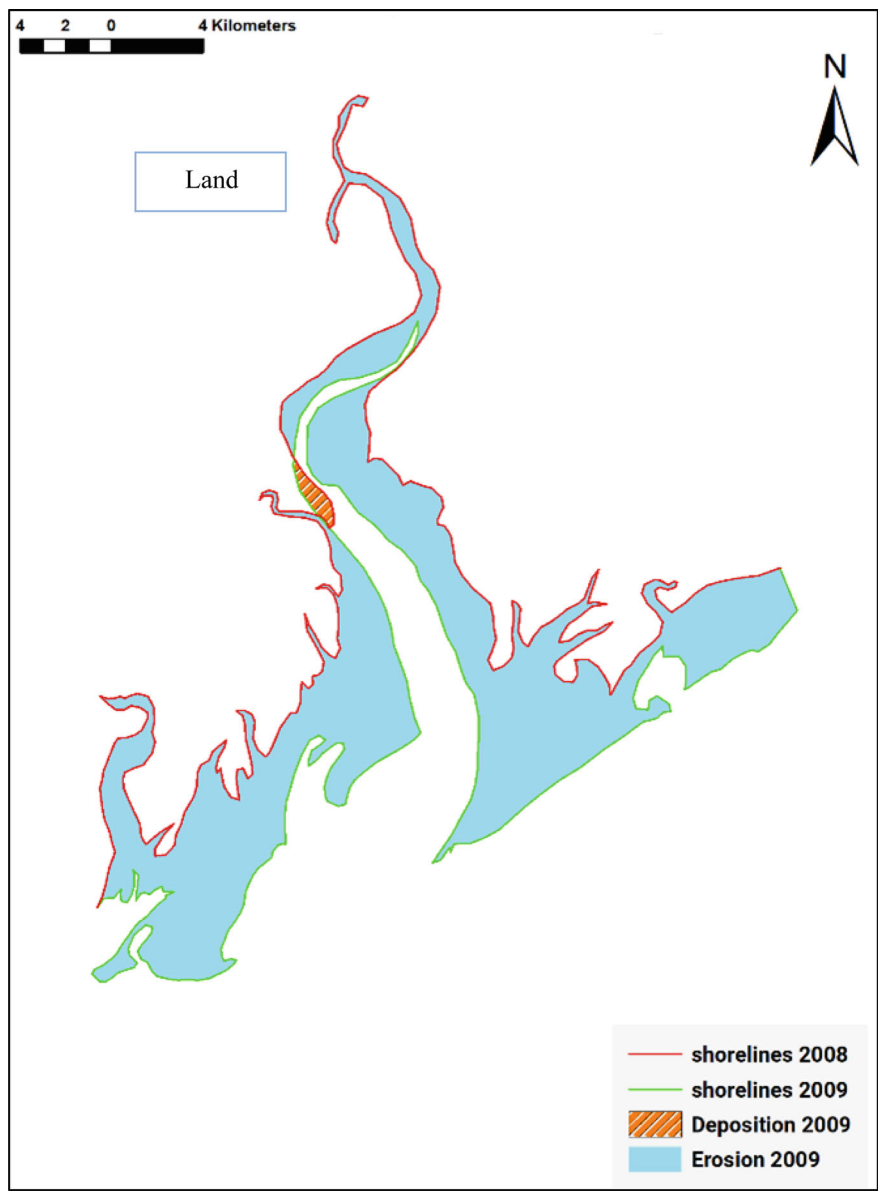 4 2 0 4 Kilometers
N
Land
shorelines 2008
shorelines 2009
Deposition 2009
Erosion 2009